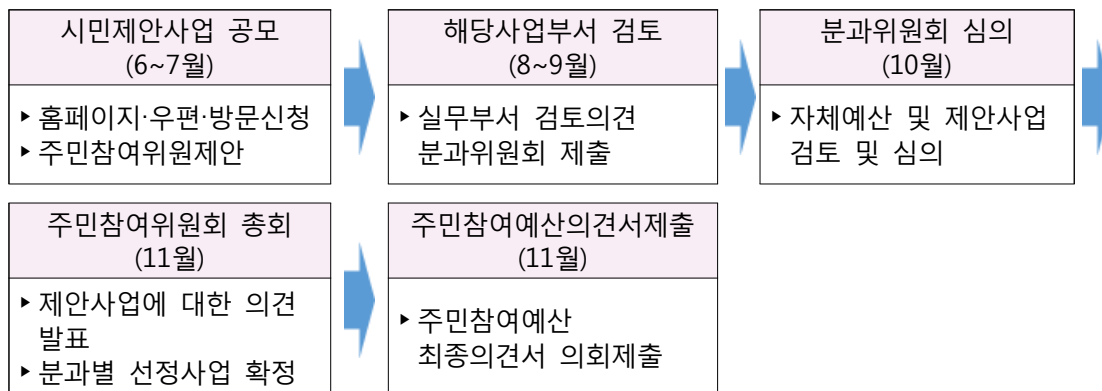 시민제안사업 공모
(6~7월)
▸홈페이지·우편·방문신청
▸주민참여위원제안
해당사업부서 검토
(8~9월)
▸실무부서 검토의견
분과위원회 제출
분과위원회 심의
(10월)
▸자체예산 및 제안사업
검토 및 심의
주민참여위원회 총회
(11월)
▸제안사업에 대한 의견
발표
▸분과별 선정사업 확정
주민참여예산의견서제출
(11월)
▸주민참여예산
최종의견서 의회제출